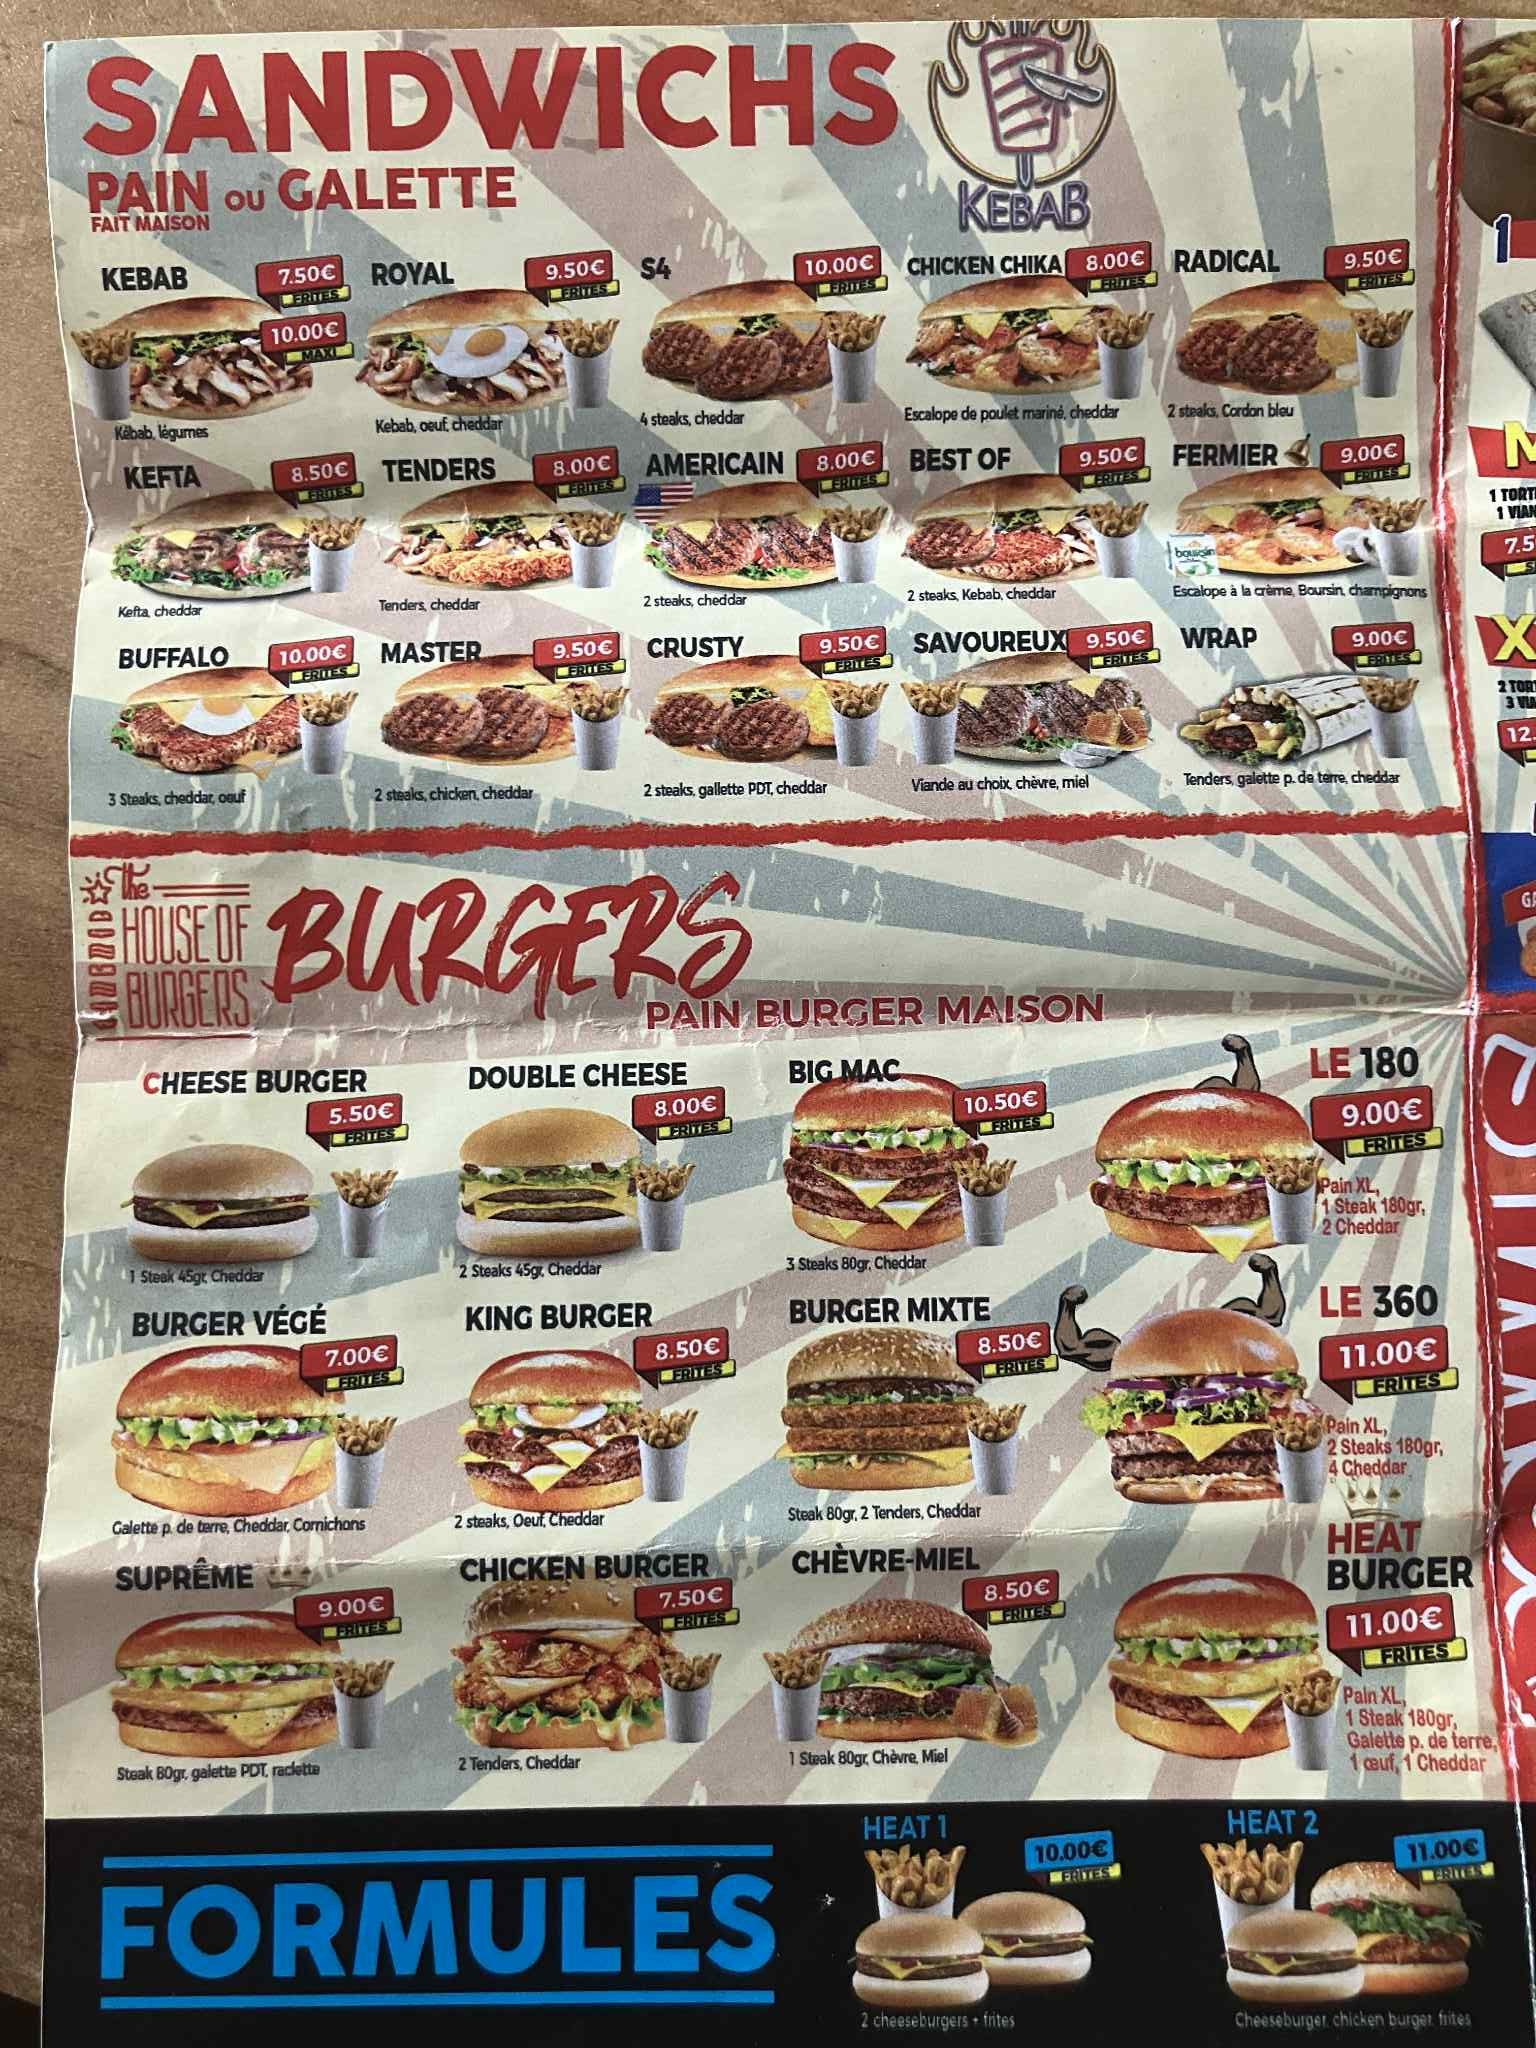 SANDWICHS
PAIN OU GALETTE
FAIT MAISON
KEBAB
KEBAB
7.50€
FRITES
10.00€
MAXI
Kébab, légumes
ROYAL
9.50€
FRITES
Kebab, oeuf, cheddar
S4
10.00€
FRITES
4 steaks, cheddar
CHICKEN CHIKA
8.00€
FRITES
Escalope de poulet mariné, cheddar
RADICAL
9.50€
FRITES
2 steaks, Cordon bleu
KEFTA
8.50€
FRITES
Kefta, cheddar
TENDERS
8.00€
FRITES
Tenders, cheddar
AMERICAIN
8.00€
FRITES
2 steaks, cheddar
BEST OF
9.50€
FRITES
2 steaks, Kebab, cheddar
FERMIER
9.00€
FRITES
boursin
Escalope à la crème, Boursin, champignons
BUFFALO
10.00€
FRITES
3 Steaks, cheddar, oeuf
MASTER
9.50€
FRITES
2 steaks, chicken, cheddar
CRUSTY
9.50€
FRITES
2 steaks, gallette PDT, cheddar
SAVOUREUX
9.50€
FRITES
Viande au choix, chèvre, miel
WRAP
9.00€
FRITES
Tenders, galette p. de terre, cheddar
the
HOUSE OF
BURGERS
BURGERS
PAIN BURGER MAISON
CHEESE BURGER
5.50€
FRITES
1 Steak 45gr, Cheddar
DOUBLE CHEESE
8.00€
FRITES
2 Steaks 45gr, Cheddar
BIG MAC
10.50€
FRITES
3 Steaks 80gr, Cheddar
LE 180
9.00€
FRITES
Pain XL,
1 Steak 180gr,
2 Cheddar
BURGER VÉGÉ
7.00€
FRITES
Galette p. de terre, Cheddar, Cornichons
KING BURGER
8.50€
FRITES
2 steaks, Oeuf, Cheddar
BURGER MIXTE
8.50€
FRITES
Steak 80gr, 2 Tenders, Cheddar
LE 360
11.00€
FRITES
Pain XL,
2 Steaks 180gr,
4 Cheddar
SUPRÊME
9.00€
FRITES
Steak 80gr, galette PDT, raclette
CHICKEN BURGER
7.50€
FRITES
2 Tenders, Cheddar
CHÈVRE-MIEL
8.50€
FRITES
1 Steak 80gr, Chèvre, Miel
HEAT
BURGER
11.00€
FRITES
Pain XL,
1 Steak 180gr,
Galette p. de terre,
1 œuf, 1 Cheddar
FORMULES
HEAT 1
10.00€
FRITES
2 cheeseburgers + frites
HEAT 2
11.00€
FRITES
Cheeseburger, chicken burger, frites